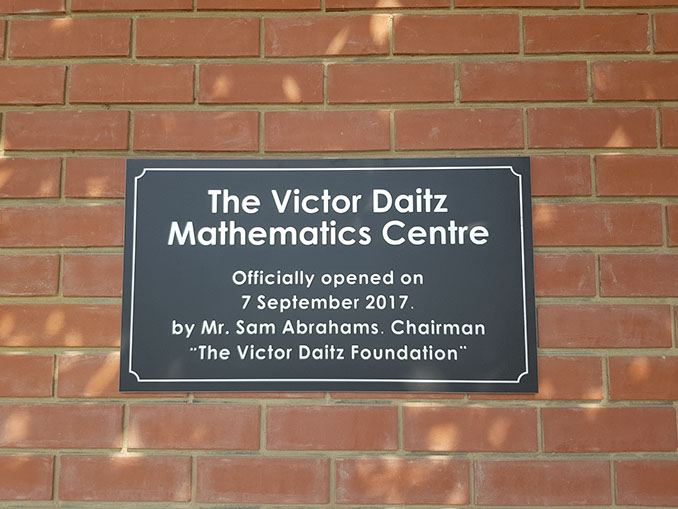 The Victor Daitz
Mathematics Centre
Officially opened on
7 September 2017.
by Mr. Sam Abrahams. Chairman
¨The Victor Daitz Foundation¨